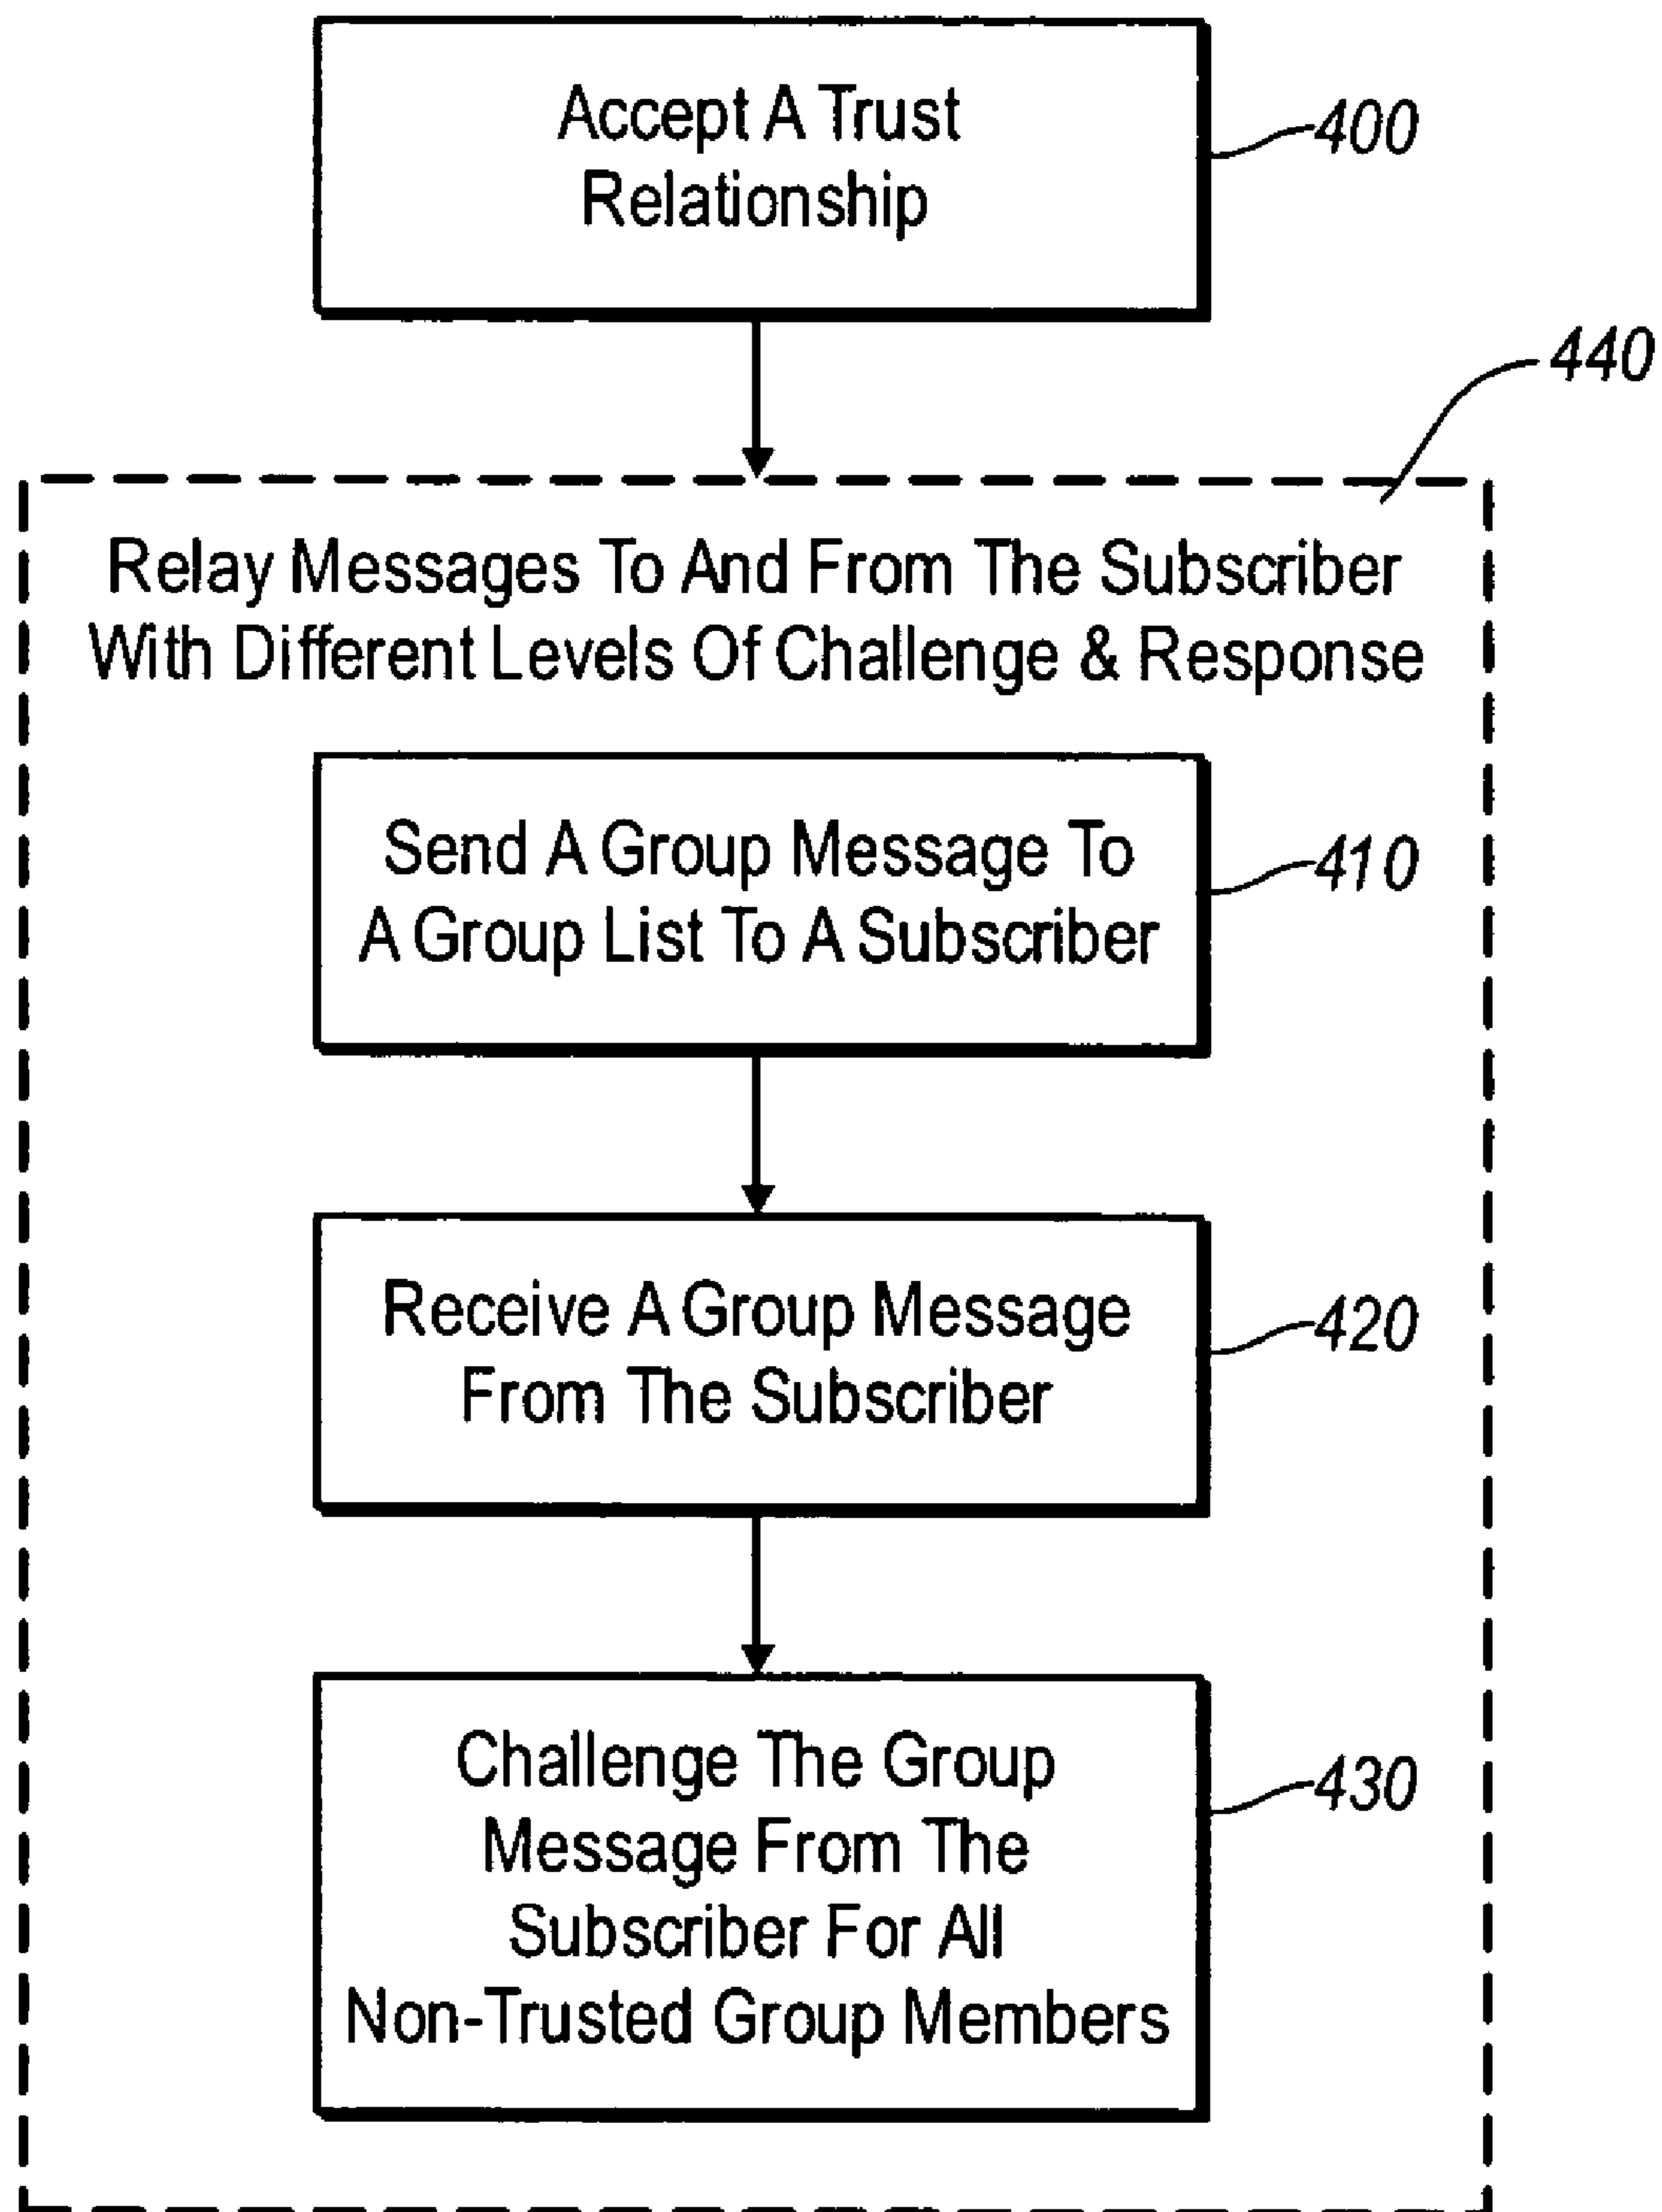 Accept A Trust
Relationship
400
440
Relay Messages To And From The Subscriber
With Different Levels Of Challenge & Response
Send A Group Message To
A Group List To A Subscriber
410
Receive A Group Message
From The Subscriber
420
Challenge The Group
Message From The
Subscriber For All
Non-Trusted Group Members
430